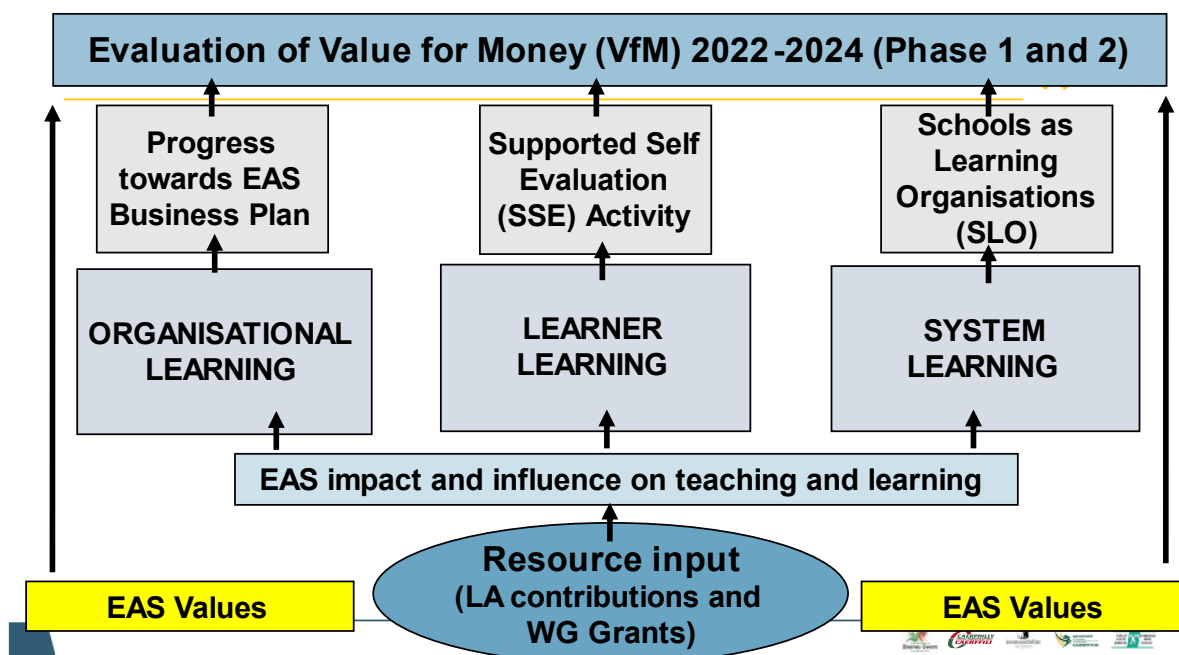 Evaluation of Value for Money (VfM) 2022-2024 (Phase 1 and 2)
Progress
towards EAS
Business Plan
Supported Self
Evaluation
(SSE) Activity
Schools as
Learning
Organisations
(SLO)
ORGANISATIONAL
LEARNING
LEARNER
LEARNING
SYSTEM
LEARNING
EAS impact and influence on teaching and learning
Resource input
(LA contributions and
WG Grants)
EAS Values
EAS Values
CAERPHILLY
CAERFFILI